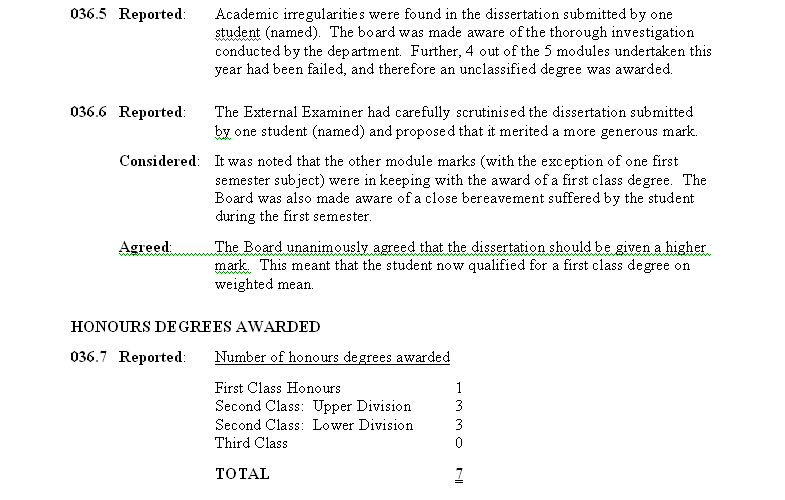 036.5 Reported: Academic irregularities were found in the dissertation submitted by one
student (named). The board was made aware of the thorough investigation
conducted by the department. Further, 4 out of the 5 modules undertaken this
year had been failed, and therefore an unclassified degree was awarded.
036.6 Reported: The External Examiner had carefully scrutinised the dissertation submitted
by one student (named) and proposed that it merited a more generous mark.
Considered: It was noted that the other module marks (with the exception of one first
semester subject) were in keeping with the award of a first class degree. The
Board was also made aware of a close bereavement suffered by the student
during the first semester.
Agreed: The Board unanimously agreed that the dissertation should be given a higher
mark. This meant that the student now qualified for a first class degree on
weighted mean.
HONOURS DEGREES AWARDED
036.7 Reported: Number of honours degrees awarded
First Class Honours 1
Second Class: Upper Division 3
Second Class: Lower Division 3
Third Class 0
TOTAL 7